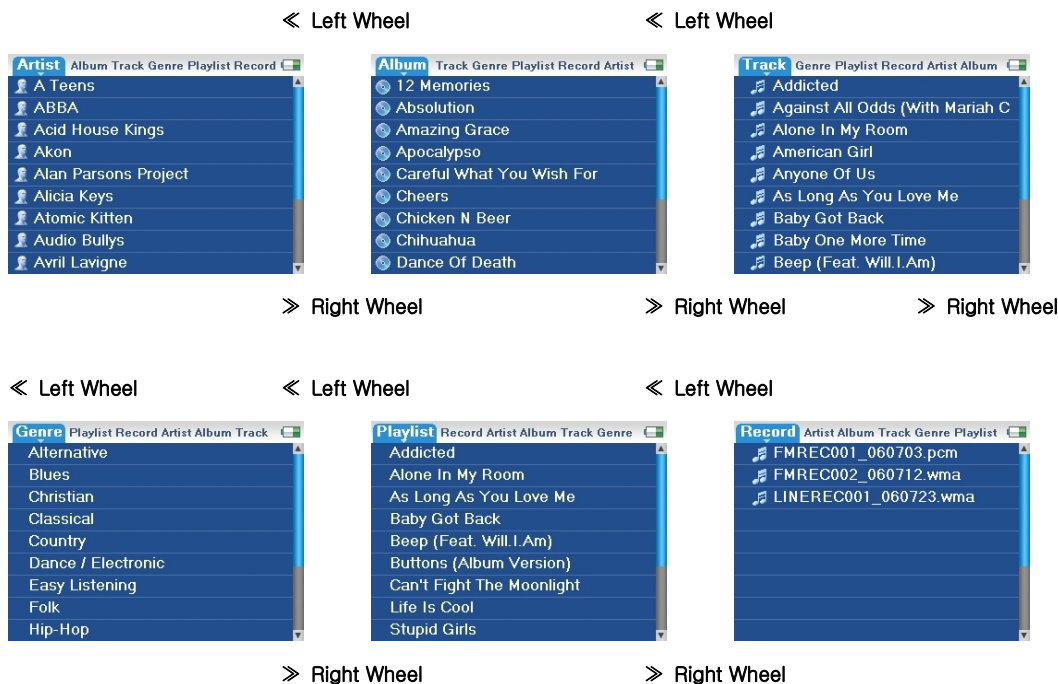 ≪ Left Wheel
≪ Left Wheel
Artist Album Track Genre Playlist Record
A Teens
ABBA
Acid House Kings
Akon
Alan Parsons Project
Alicia Keys
Atomic Kitten
Audio Bullys
Avril Lavigne
Album Track Genre Playlist Record Artist
12 Memories
Absolution
Amazing Grace
Apocalypso
Careful What You Wish For
Cheers
Chicken N Beer
Chihuahua
Dance Of Death
Track Genre Playlist Record Artist Album
Addicted
Against All Odds (With Mariah C
Alone In My Room
American Girl
Anyone Of Us
As Long As You Love Me
Baby Got Back
Baby One More Time
Beep (Feat. Will.I.Am)
≫ Right Wheel
≫ Right Wheel
≫ Right Wheel
≪ Left Wheel
≪ Left Wheel
≪ Left Wheel
Genre Playlist Record Artist Album Track
Alternative
Blues
Christian
Classical
Country
Dance / Electronic
Easy Listening
Folk
Hip-Hop
Playlist Record Artist Album Track Genre
Addicted
Alone In My Room
As Long As You Love Me
Baby Got Back
Beep (Feat. Will.I.Am)
Buttons (Album Version)
Can't Fight The Moonlight
Life Is Cool
Stupid Girls
Record Artist Album Track Genre Playlist
FMREC001_060703.pcm
FMREC002_060712.wma
LINEREC001_060723.wma
≫ Right Wheel
≫ Right Wheel